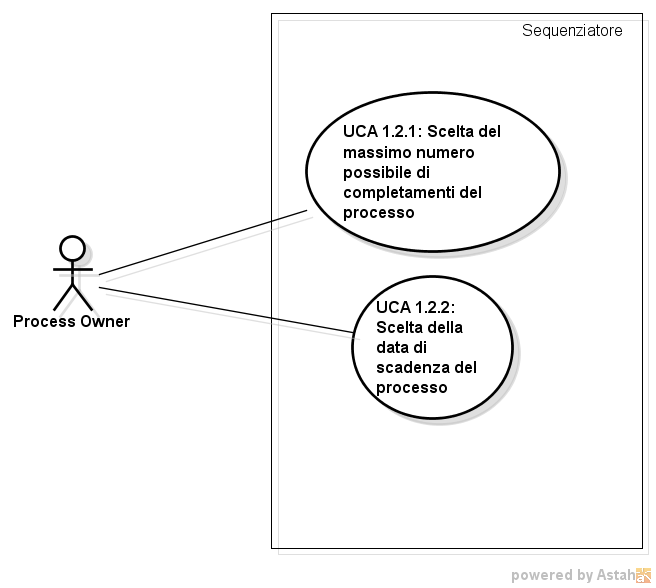 Sequenziatore
UCA 1.2.1: Scelta del
massimo numero
possibile di
completamenti del
processo
UCA 1.2.2:
Scelta della
data di
scadenza del
processo
Process Owner
powered by Astah